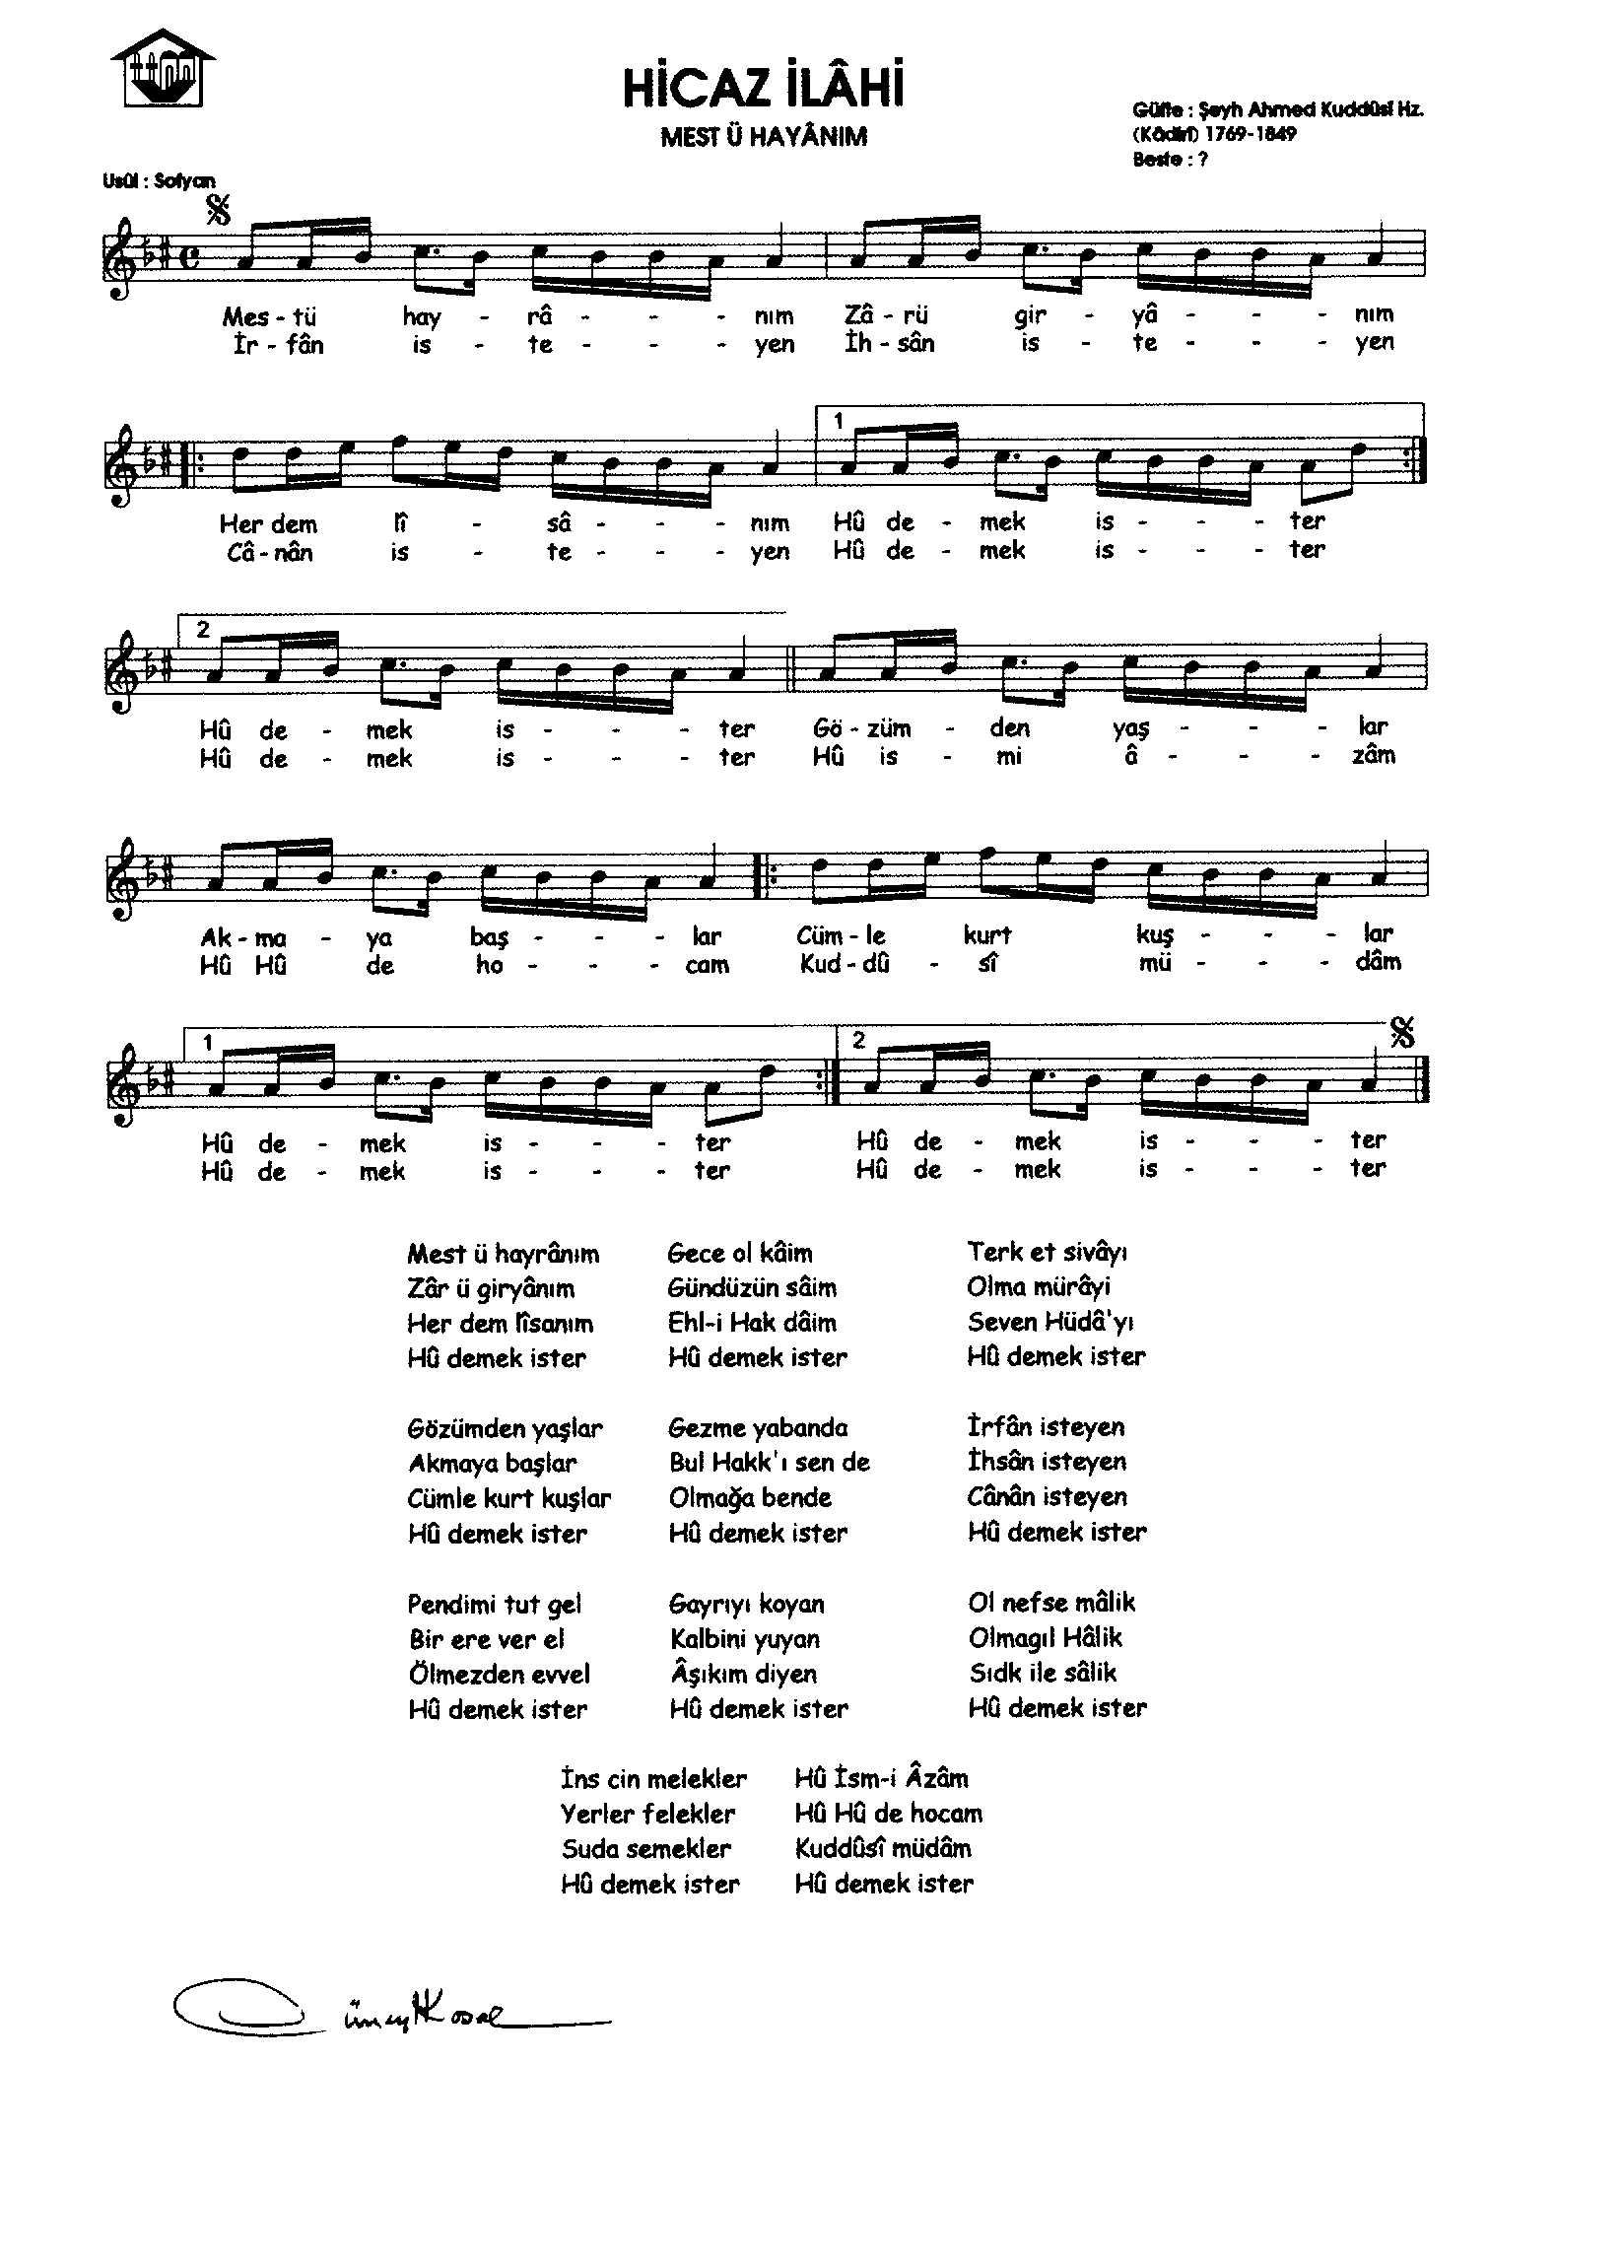 HİCAZ İLÂHİ
MEST Ü HAYÂNIM
Güfte : Şeyh Ahmed Kuddûsî Hz.
(Kâdirî) 1769-1849
Beste : ?
Usûl : Sofyan
Mes - tü hay - râ - - - nım Zâ - rü gir - yâ - - - nım
İr - fân is - te - - - yen İh - sân is - te - - - yen
1
Her dem lî - sâ - - - nım Hû de - mek is - - - ter
Câ - nân is - te - - - yen Hû de - mek is - - - ter
2
Hû de - mek is - - - ter Gö - züm - den yaş - - - lar
Hû de - mek is - - - ter Hû is - mi â - - - zâm
Ak - ma - ya baş - - - lar Cüm - le kurt kuş - - - lar
Hû Hû de ho - - - cam Kud - dû - sî mü - - - dâm
1 2
Hû de - mek is - - - ter Hû de - mek is - - - ter
Hû de - mek is - - - ter Hû de - mek is - - - ter
Mest ü hayrânım
Zâr ü giryânım
Her dem lîsanım
Hû demek ister
Gözümden yaşlar
Akmaya başlar
Cümle kurt kuşlar
Hû demek ister
Pendimi tut gel
Bir ere ver el
Ölmezden evvel
Hû demek ister
Gece ol kâim
Gündüzün sâim
Ehl-i Hak dâim
Hû demek ister
Gezme yabanda
Bul Hakk'ı sen de
Olmağa bende
Hû demek ister
Gayrıyı koyan
Kalbini yuyan
Âşıkım diyen
Hû demek ister
Terk et sivâyı
Olma mürâyi
Seven Hüdâ'yı
Hû demek ister
İrfân isteyen
İhsân isteyen
Cânân isteyen
Hû demek ister
Ol nefse mâlik
Olmagıl Hâlik
Sıdk ile sâlik
Hû demek ister
İns cin melekler
Yerler felekler
Suda semekler
Hû demek ister
Hû İsm-i Âzâm
Hû Hû de hocam
Kuddûsî müdâm
Hû demek ister